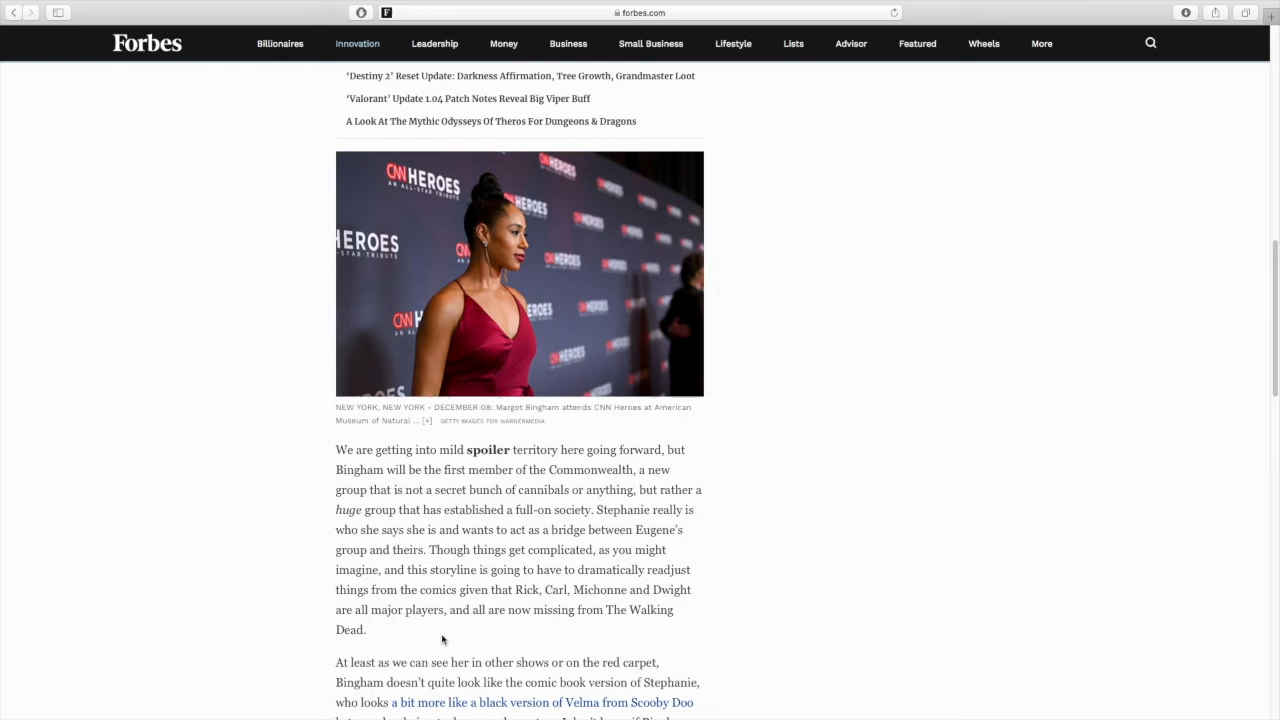 forbes.com
Forbes Billionaires Innovation Leadership Money Business Small Business Lifestyle Lists Advisor Featured Wheels More
‘Destiny 2’ Reset Update: Darkness Affirmation, Tree Growth, Grandmaster Loot
‘Valorant’ Update 1.04 Patch Notes Reveal Big Viper Buff
A Look At The Mythic Odysseys Of Theros For Dungeons & Dragons
CNN HEROES
AN ALL-STAR TRIBUTE
HEROES
CNN HEROES
NEW YORK, NEW YORK - DECEMBER 08: Margot Bingham attends CNN Heroes at American
Museum of Natural ... [+] GETTY IMAGES FOR WARNERMEDIA
We are getting into mild spoiler territory here going forward, but
Bingham will be the first member of the Commonwealth, a new
group that is not a secret bunch of cannibals or anything, but rather a
huge group that has established a full-on society. Stephanie really is
who she says she is and wants to act as a bridge between Eugene’s
group and theirs. Though things get complicated, as you might
imagine, and this storyline is going to have to dramatically readjust
things from the comics given that Rick, Carl, Michonne and Dwight
are all major players, and all are now missing from The Walking
Dead.
At least as we can see her in other shows or on the red carpet,
Bingham doesn’t quite look like the comic book version of Stephanie,
who looks a bit more like a black version of Velma from Scooby Doo